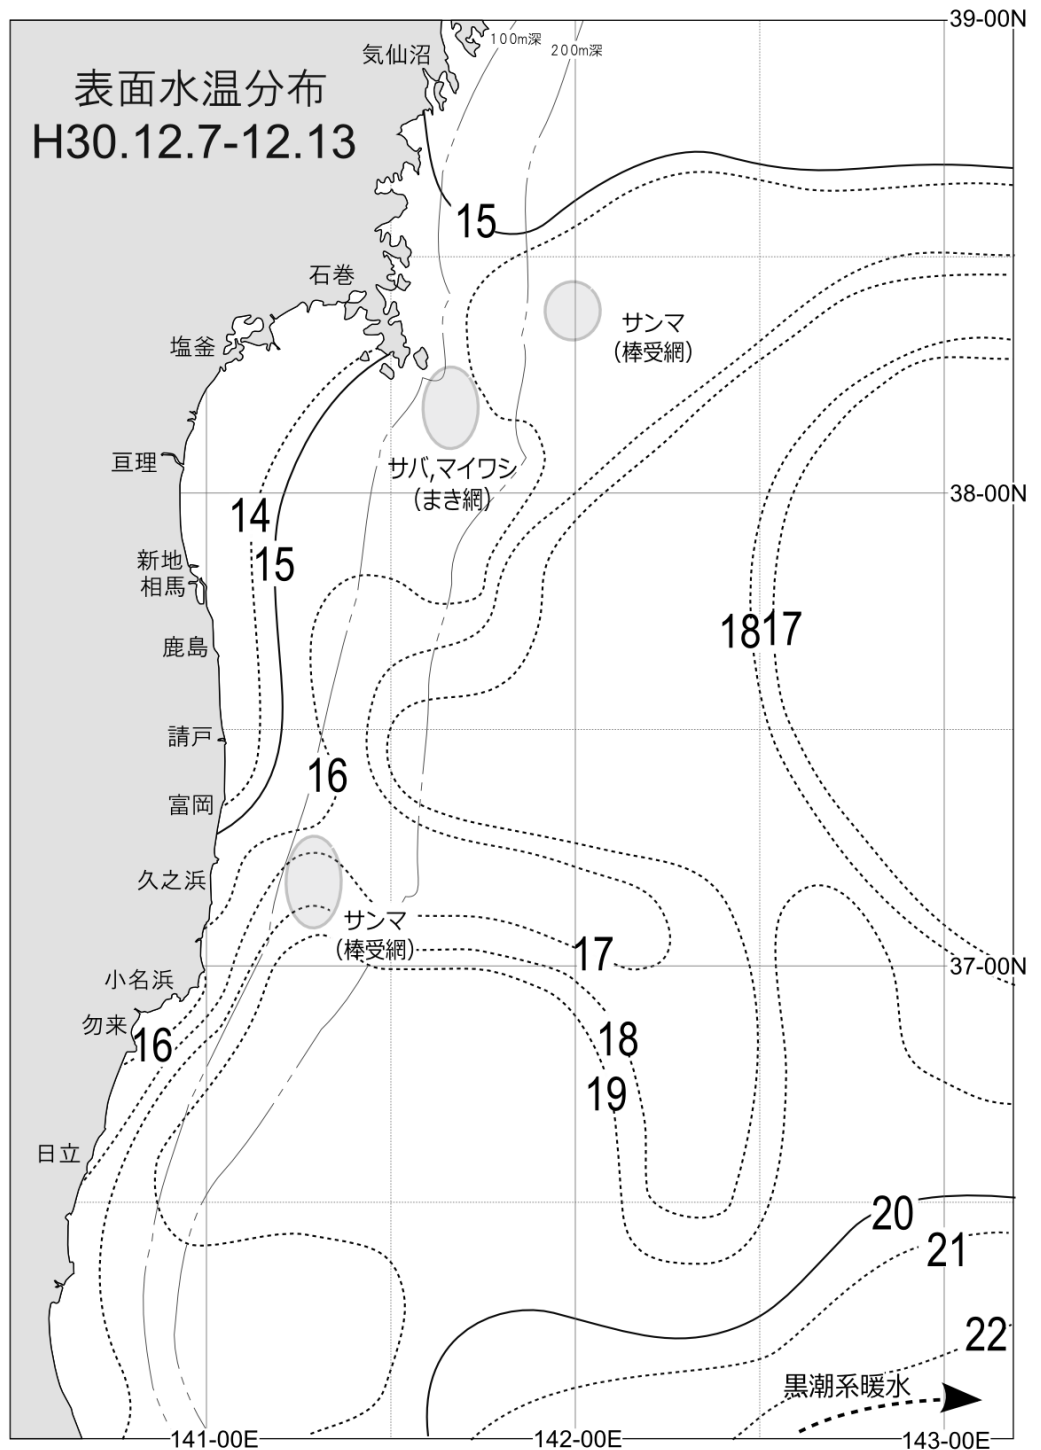 39-00N
100m深
200m深
気仙沼
表面水温分布
H30.12.7-12.13
15
石巻
サンマ
(棒受網)
塩釜
サバ,マイワシ
(まき網)
亘理
38-00N
14
15
新地
相馬
鹿島
18
17
請戸
16
富岡
久之浜
サンマ
(棒受網)
17
37-00N
小名浜
勿来
16
18
19
日立
20
21
22
黒潮系暖水
141-00E
142-00E
143-00E